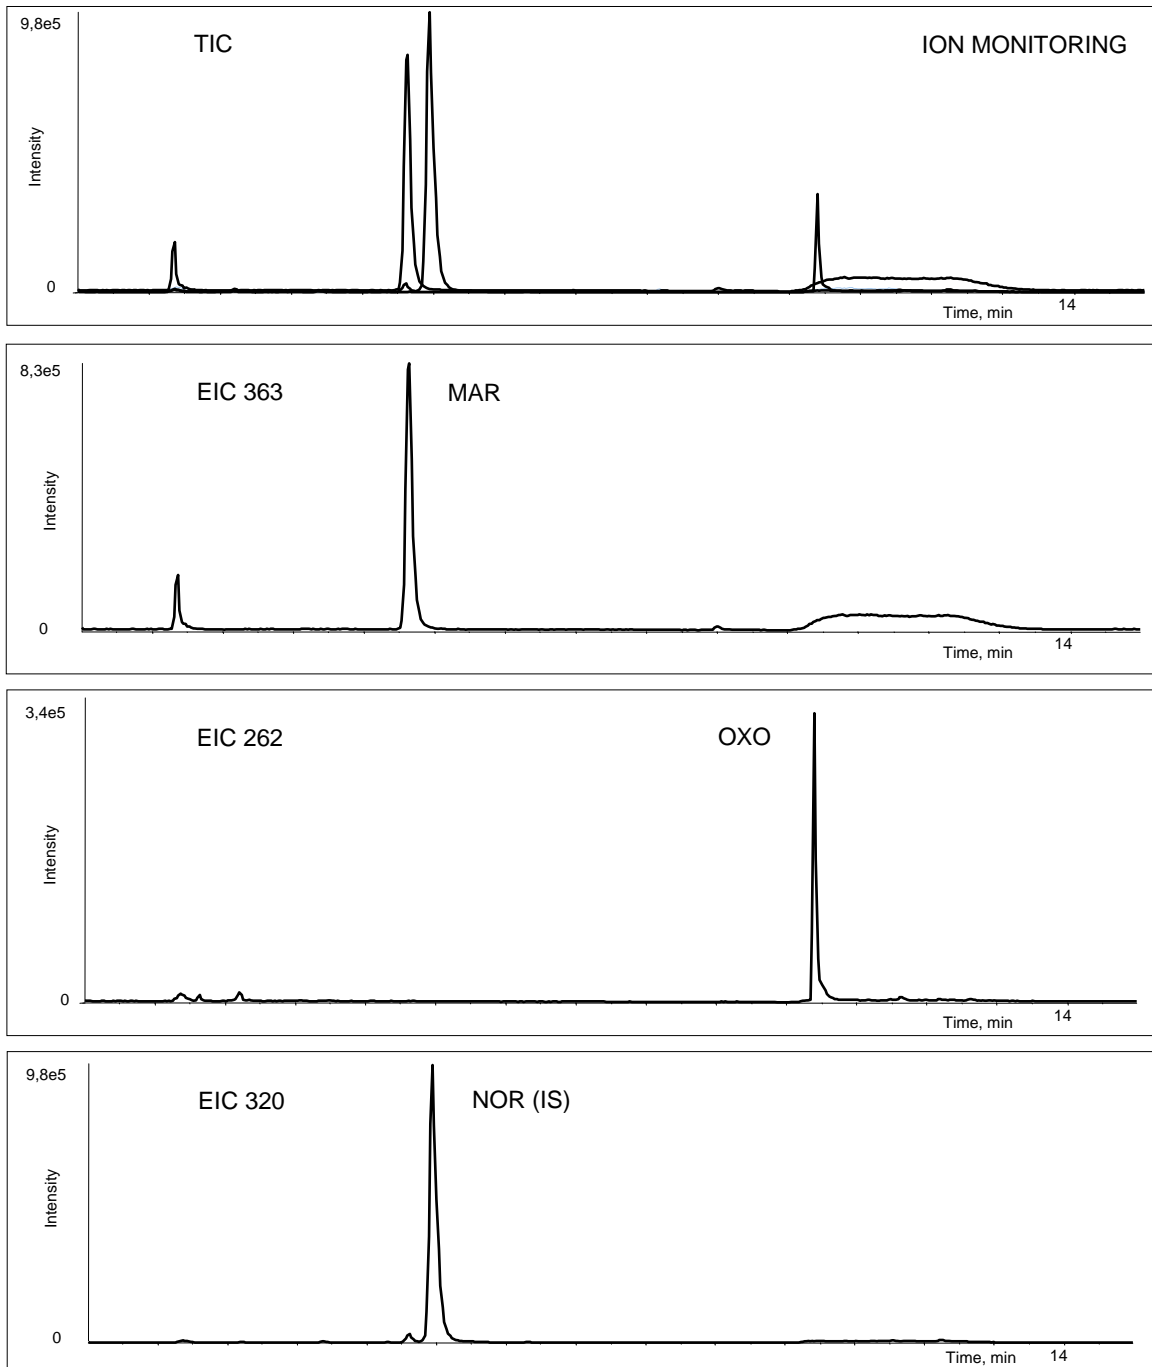 9,8e5
TIC
ION MONITORING
Intensity
0
14
Time, min
8,3e5
EIC 363
MAR
Intensity
0
14
Time, min
3,4e5
EIC 262
OXO
Intensity
0
14
Time, min
9,8e5
EIC 320
NOR (IS)
Intensity
0
14
Time, min